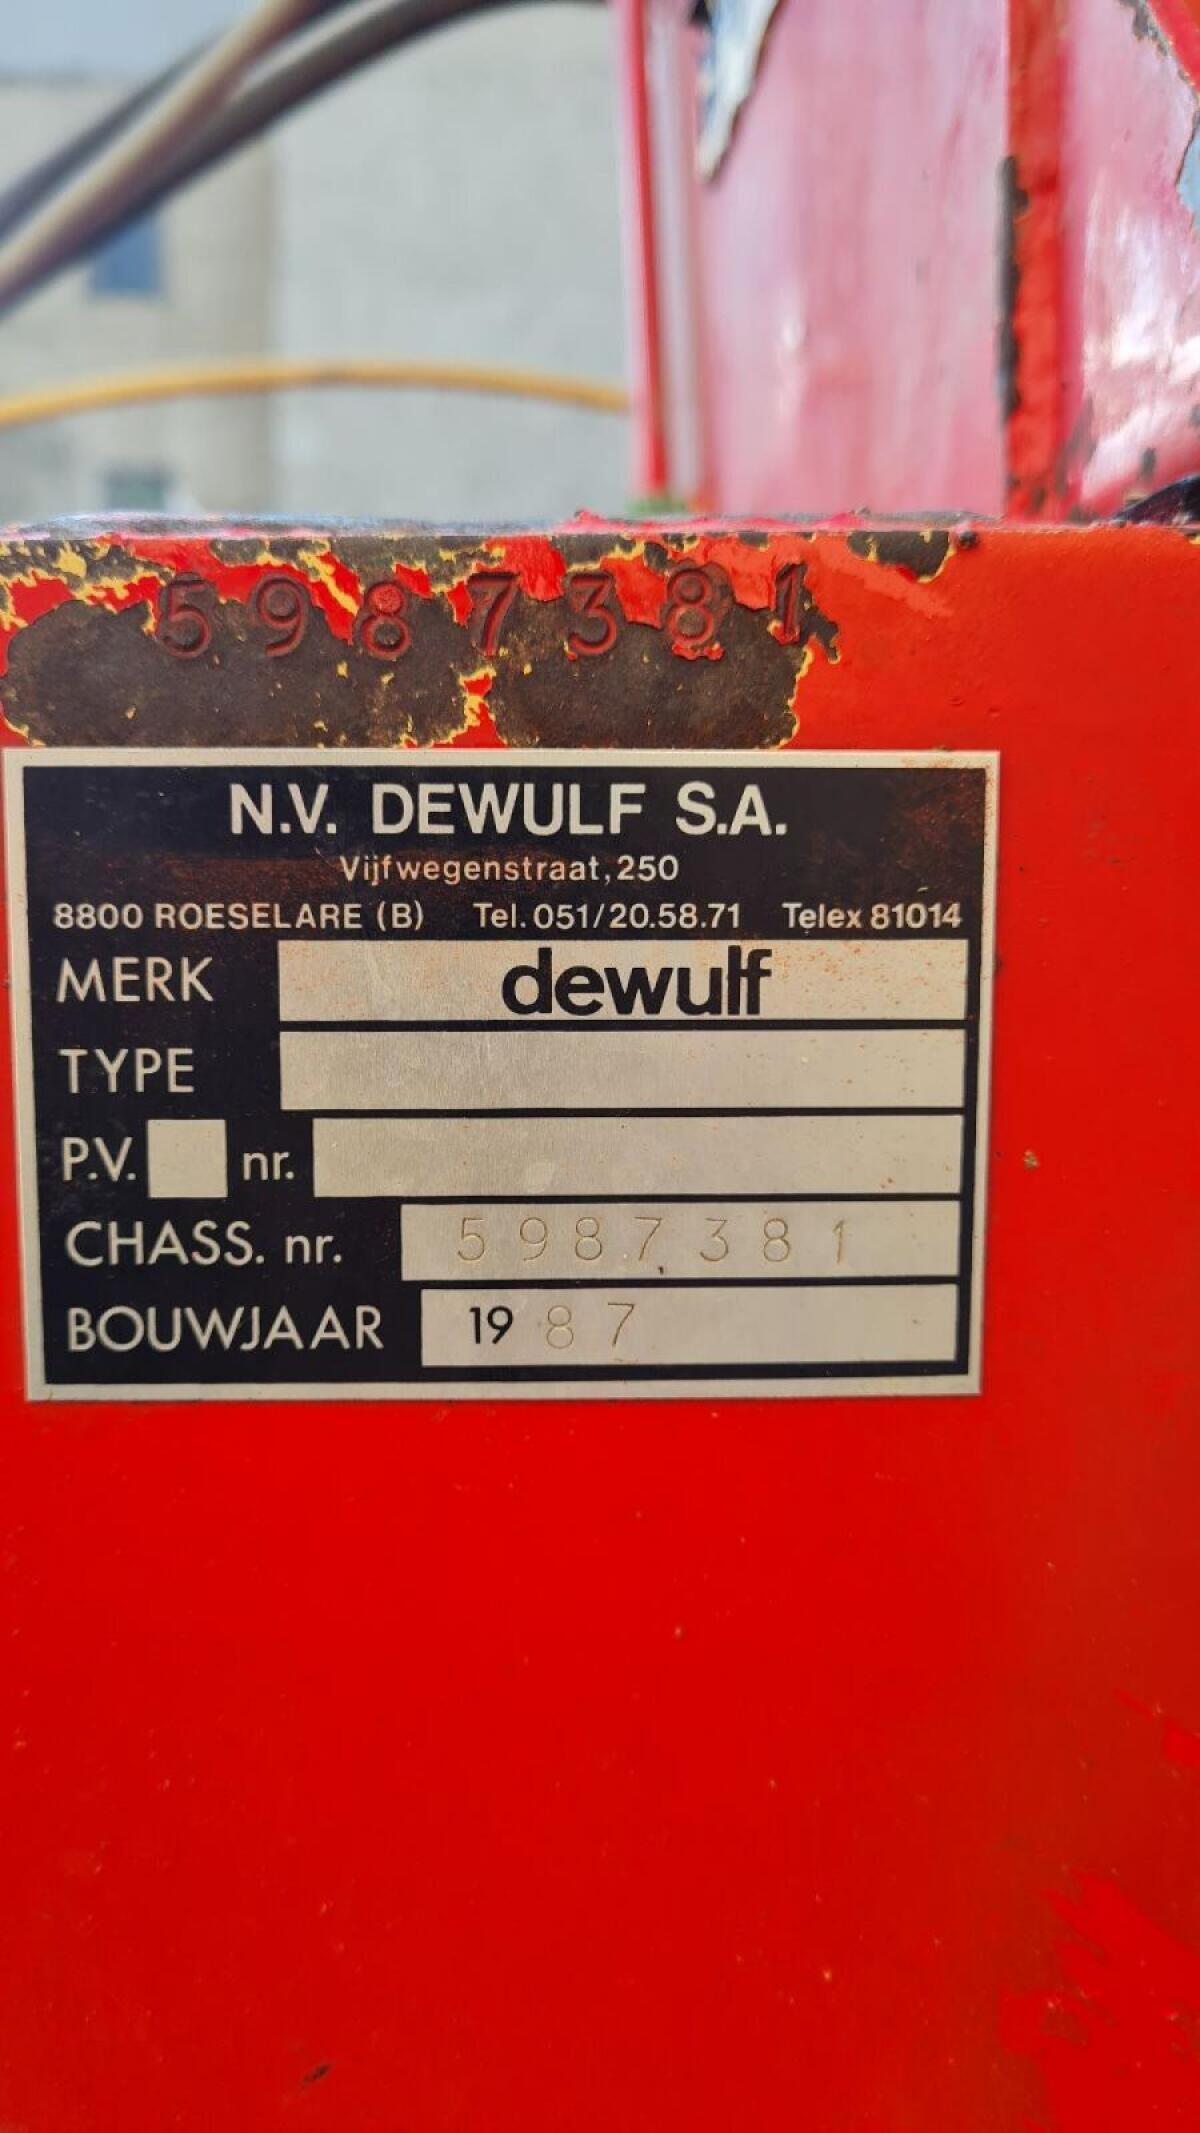 5987381
N.V. DEWULF S.A.
Vijfwegenstraat, 250
8800 ROESELARE (B) Tel. 051/20.58.71 Telex 81014
MERK dewulf
TYPE
P.V. nr.
CHASS. nr. 5987381
BOUWJAAR 1987